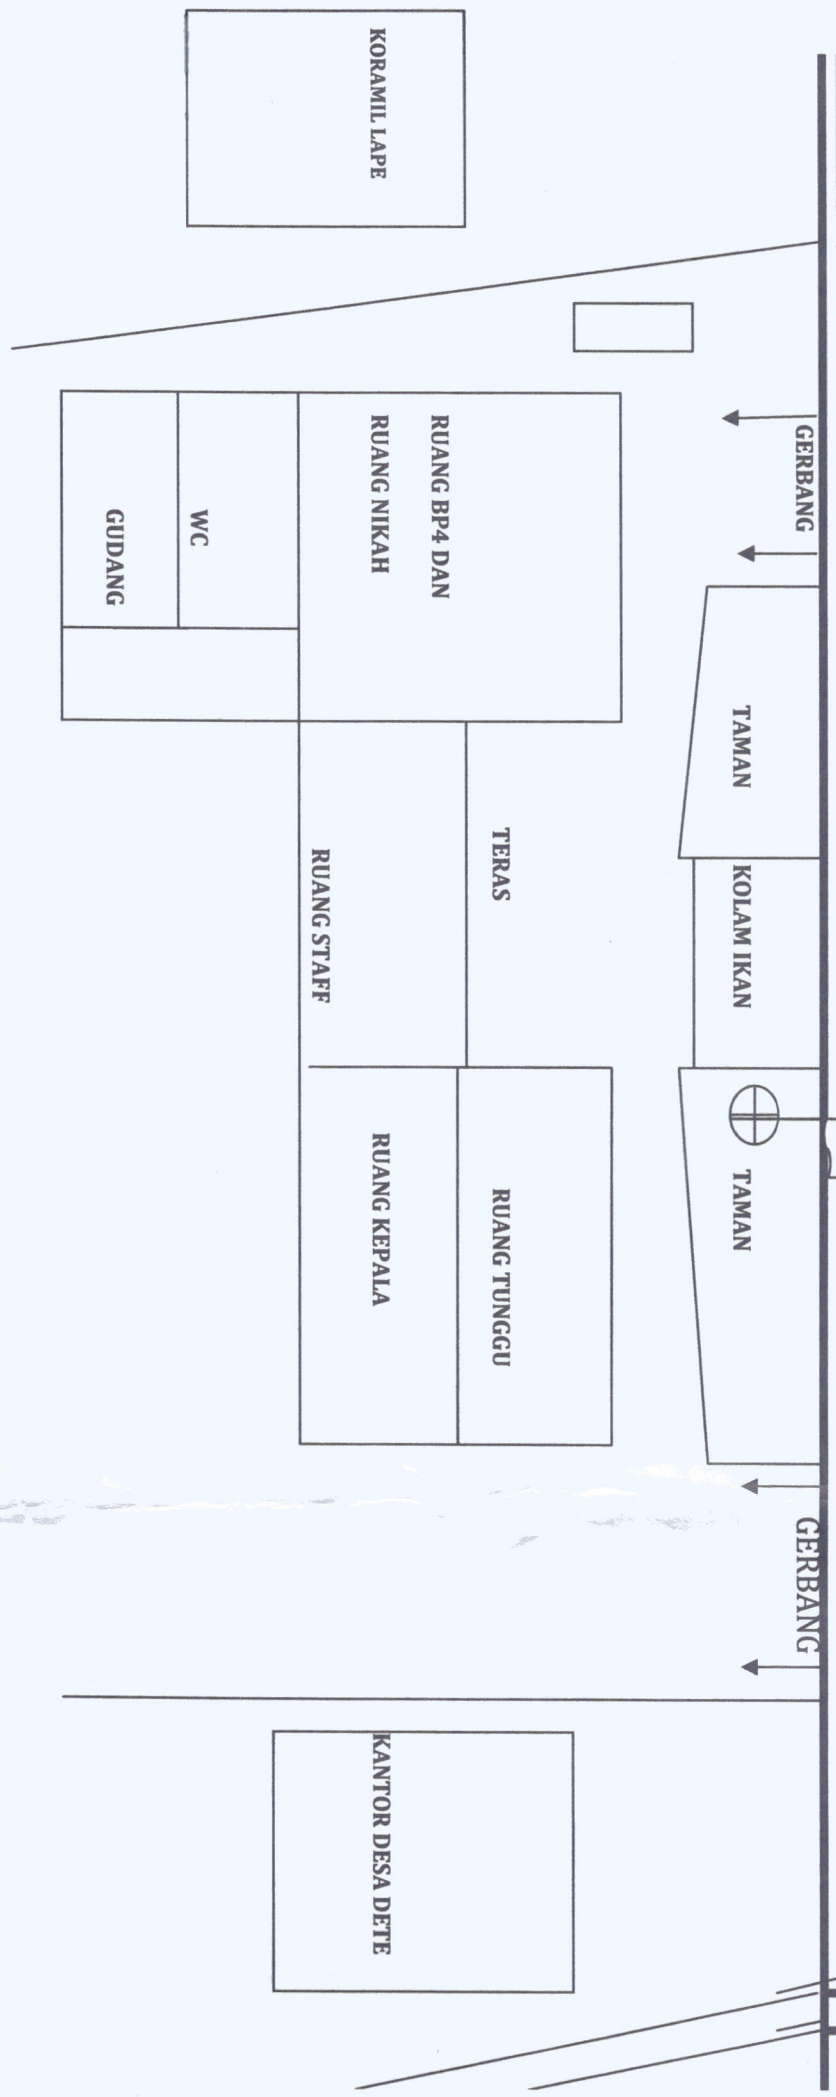 GERBANG
GERBANG
TAMAN
KOLAM IKAN
TAMAN
TERAS
RUANG TUNGGU
RUANG BP4 DAN
RUANG NIKAH
KORAMIL LAPE
RUANG KEPALA
KANTOR DESA DETE
RUANG STAFF
WC
GUDANG